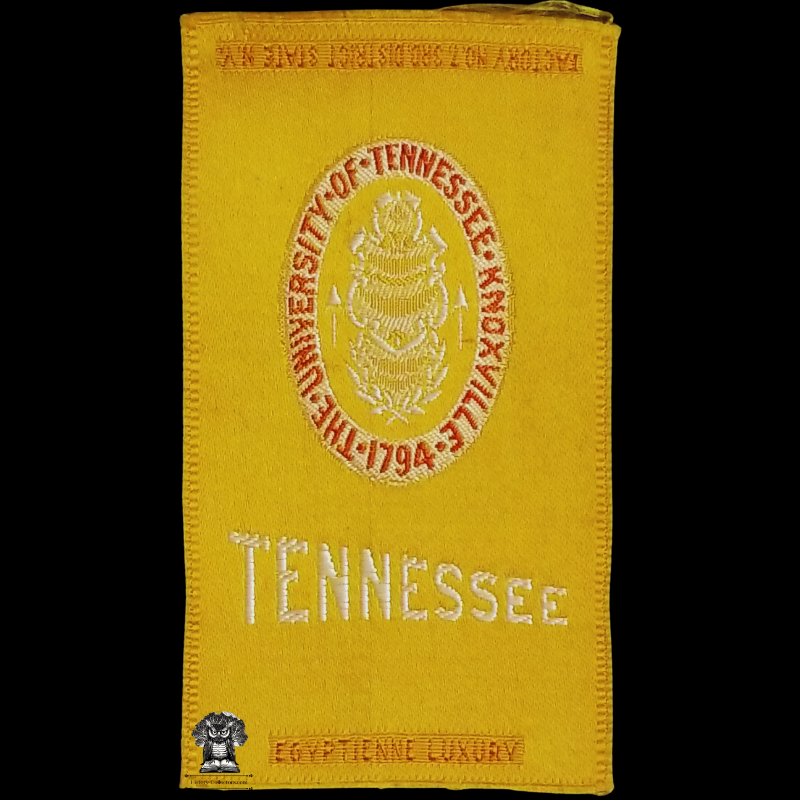 FACTORY NO. 7. 3RD. DISTRICT STATE N.Y.
THE·UNIVERSITY·OF·TENNESSEE·KNOXVILLE·1794·
TENNESSEE
EGYPTIENNE LUXURY